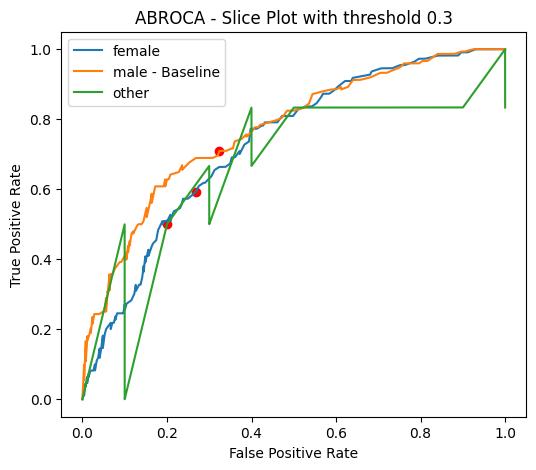 ABROCA - Slice Plot with threshold 0.3
female
male - Baseline
other
True Positive Rate
1.0
0.8
0.6
0.4
0.2
0.0
0.0 0.2 0.4 0.6 0.8 1.0
False Positive Rate